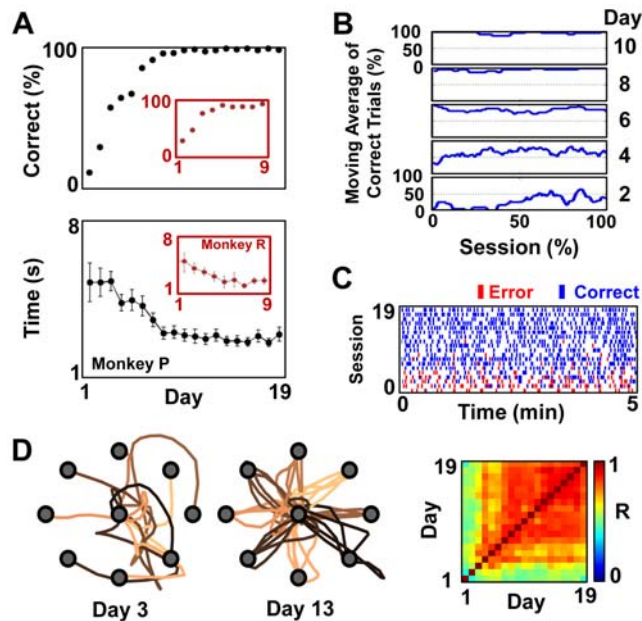 A
100
Correct (%)
0
100
0
1
9
8
Time (s)
1
Monkey R
8
1
1
9
Monkey P
1
Day
19
B
Day
Moving Average of
Correct Trials (%)
100
50
0
10
8
6
4
100
50
0
2
0
50
100
Session (%)
C
Error
Correct
Session
19
0
0
5
Time (min)
D
Day 3
Day 13
Day
19
1
1
19
Day
1
R
0